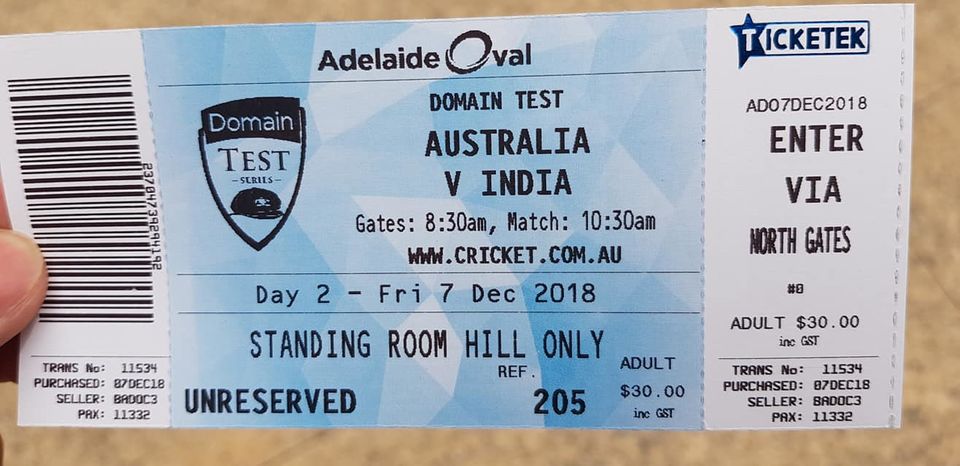 Adelaide Oval
Domain
TEST
SERIES
DOMAIN TEST
AUSTRALIA
V INDIA
Gates: 8:30am, Match: 10:30am
WWW.CRICKET.COM.AU
Day 2 - Fri 7 Dec 2018
STANDING ROOM HILL ONLY
REF.
ADULT
UNRESERVED
205
$30.00
inc GST
TRANS No: 11534
PURCHASED: 07DEC18
SELLER: BADOC3
PAX: 11332
TICKETEK
ADO7DEC2018
ENTER
VIA
NORTH GATES
#0
ADULT $30.00
inc GST
TRANS No: 11534
PURCHASED: 07DEC18
SELLER: BADOC3
PAX: 11332